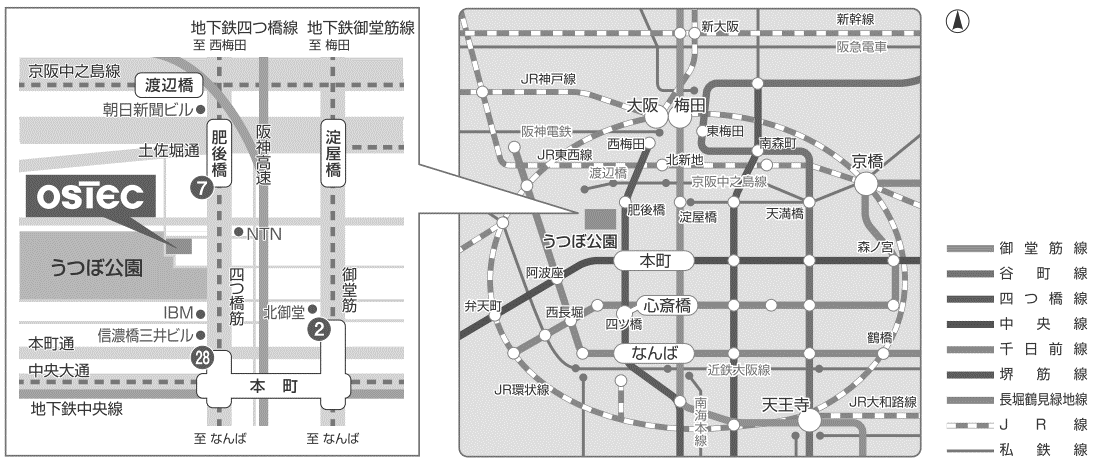 地下鉄四つ橋線
至 西梅田
地下鉄御堂筋線
至 梅田
京阪中之島線
渡辺橋
朝日新聞ビル
土佐堀通
肥後橋
阪神高速
淀屋橋
7
OSTEC
NTN
うつぼ公園
四つ橋筋
御堂筋
IBM
北御堂
2
信濃橋三井ビル
本町通
28
中央大通
本町
地下鉄中央線
至 なんば
至 なんば
新大阪
新幹線
阪急電車
JR神戸線
大阪
梅田
阪神電鉄
東梅田
西梅田
南森町
JR東西線
北新地
京橋
渡辺橋
京阪中之島線
肥後橋
淀屋橋
天満橋
うつぼ公園
森ノ宮
本町
阿波座
弁天町
西長堀
心斎橋
四ツ橋
鶴橋
なんば
近鉄大阪線
JR環状線
南海本線
天王寺
JR大和路線
御堂筋線
谷町線
四つ橋線
中央線
千日前線
堺筋線
長堀鶴見緑地線
JR線
私鉄線